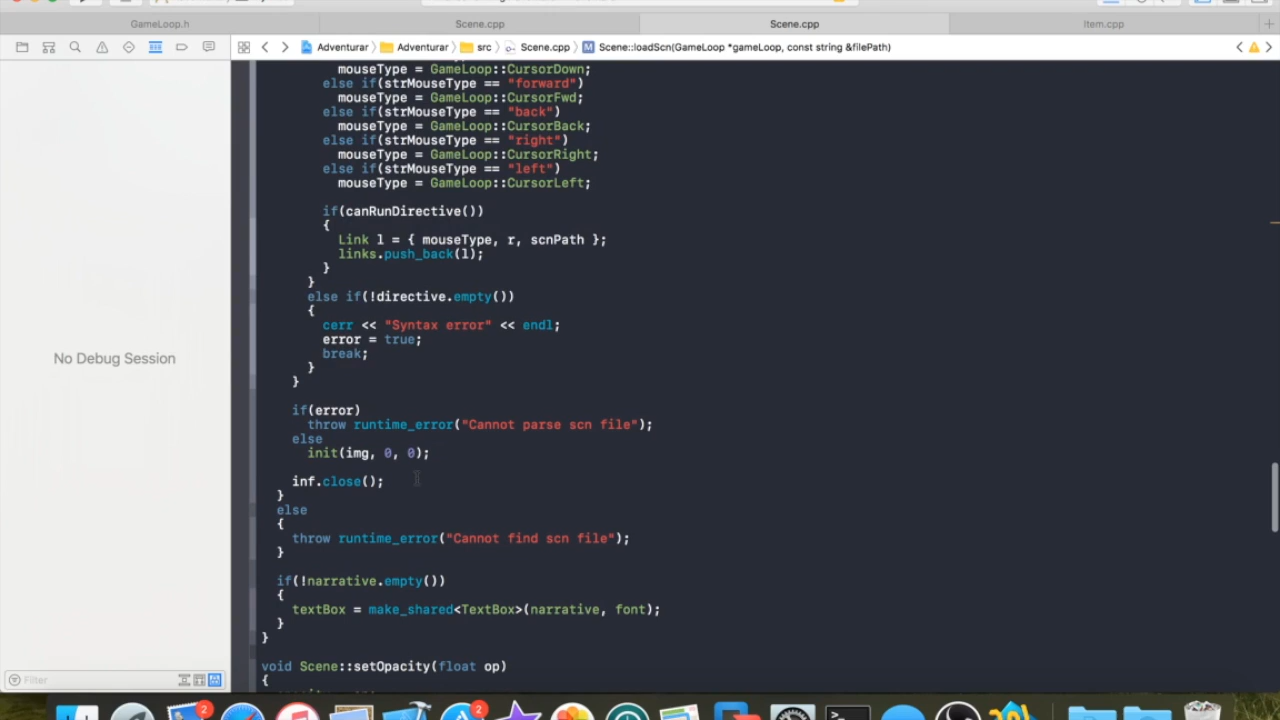 GameLoop.h
Scene.cpp
Scene.cpp
Item.cpp
Adventurar
Adventurar
src
Scene.cpp
M
Scene::loadScn(GameLoop *gameLoop, const string &filePath)
mouseType = GameLoop::CursorDown;
else if(strMouseType == "forward")
mouseType = GameLoop::CursorFwd;
else if(strMouseType == "back")
mouseType = GameLoop::CursorBack;
else if(strMouseType == "right")
mouseType = GameLoop::CursorRight;
else if(strMouseType == "left")
mouseType = GameLoop::CursorLeft;
if(canRunDirective())
{
Link l = { mouseType, r, scnPath };
links.push_back(l);
}
}
else if(!directive.empty())
{
cerr << "Syntax error" << endl;
error = true;
break;
}
}
if(error)
throw runtime_error("Cannot parse scn file");
else
init(img, 0, 0);
inf.close();
}
else
{
throw runtime_error("Cannot find scn file");
}
if(!narrative.empty())
{
textBox = make_shared<TextBox>(narrative, font);
}
}
void Scene::setOpacity(float op)
{
No Debug Session
Filter
2
2